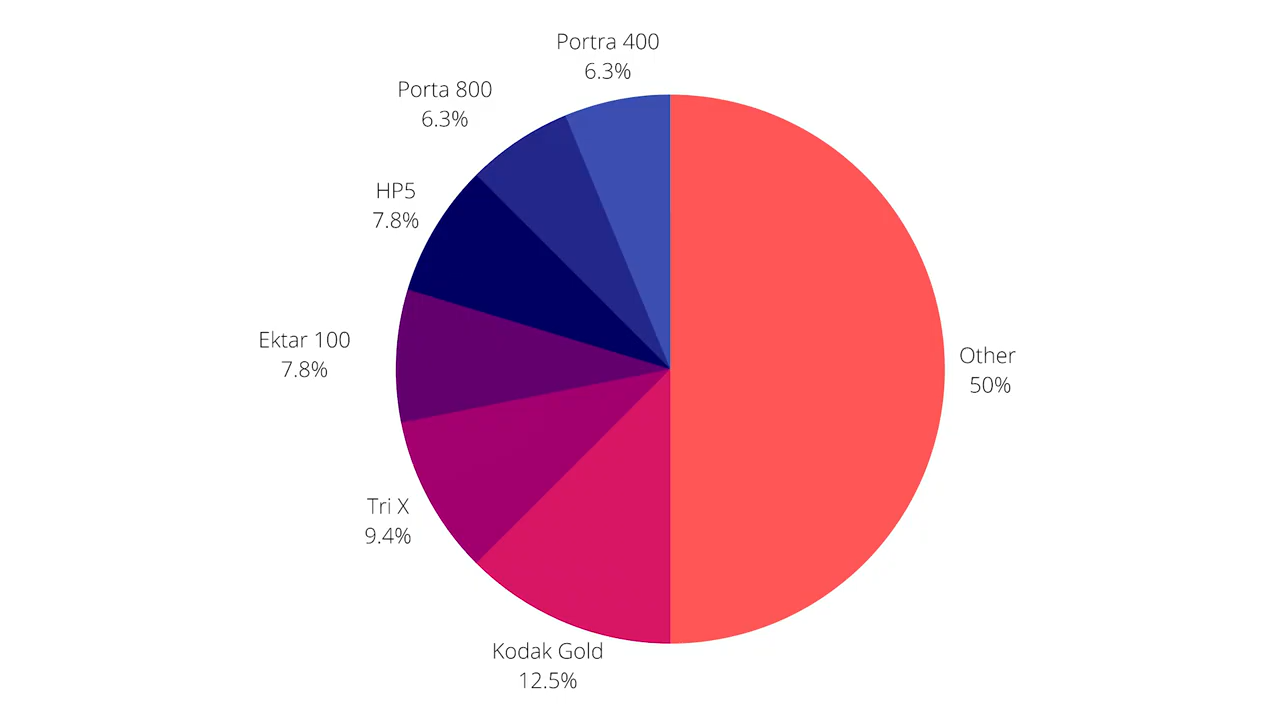 Portra 400
6.3%
Porta 800
6.3%
HP5
7.8%
Ektar 100
7.8%
Other
50%
Tri X
9.4%
Kodak Gold
12.5%